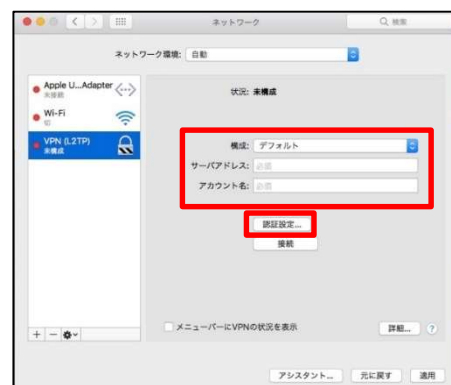 ネットワーク
検索
ネットワーク環境: 自動
Apple U...Adapter
未接続
Wi-Fi
切
VPN (L2TP)
未構成
状況: 未構成
構成: デフォルト
サーバアドレス: 必須
アカウント名: 必須
認証設定...
接続
メニューバーにVPNの状況を表示
詳細... ?
+ −
アシスタント... 元に戻す 適用